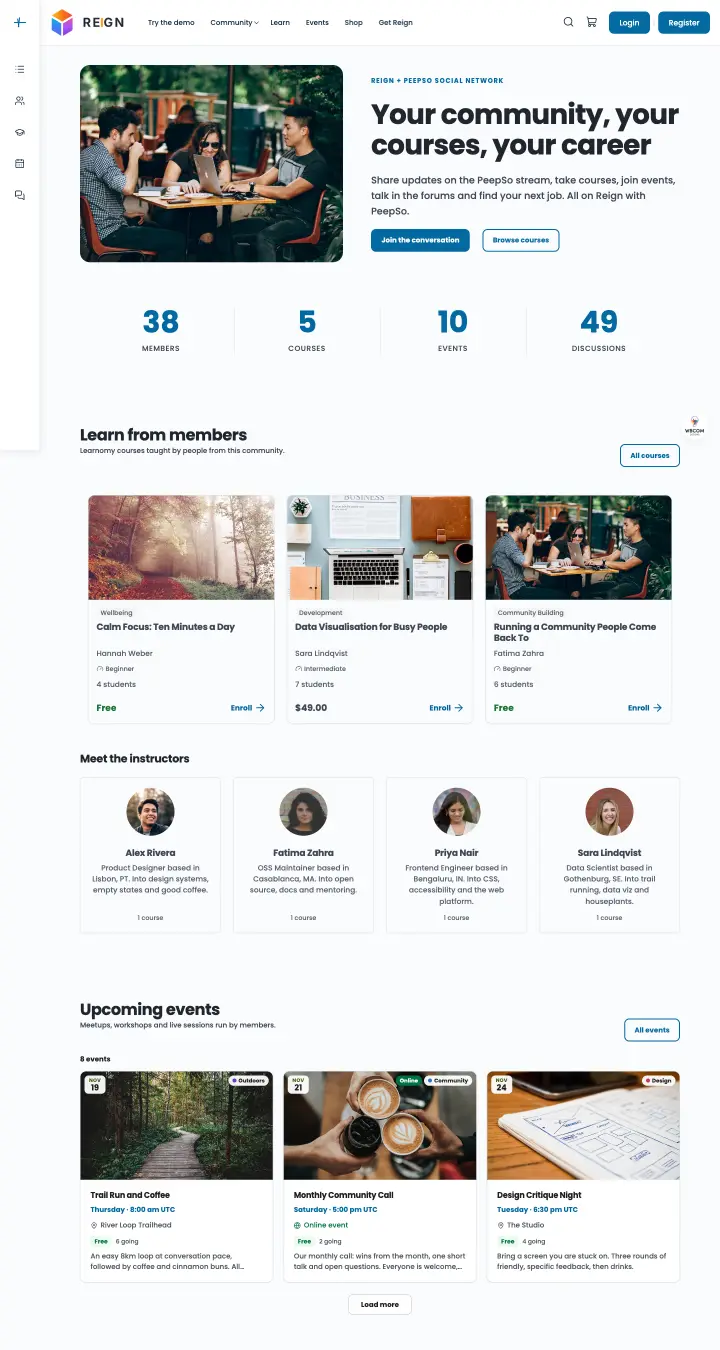 REIGN
Try the demo
Community
Learn
Events
Shop
Get Reign
Login
Register
REIGN + PEEPSO SOCIAL NETWORK
Your community, your
courses, your career
Share updates on the PeepSo stream, take courses, join events,
talk in the forums and find your next job. All on Reign with
PeepSo.
Join the conversation
Browse courses
38
MEMBERS
5
COURSES
10
EVENTS
49
DISCUSSIONS
WBCOM
Learn from members
Learnomy courses taught by people from this community.
All courses
BUSINESS
Wellbeing
Calm Focus: Ten Minutes a Day
Hannah Weber
Beginner
4 students
Free
Enroll
Development
Data Visualisation for Busy People
Sara Lindqvist
Intermediate
7 students
$49.00
Enroll
Community Building
Running a Community People Come
Back To
Fatima Zahra
Beginner
6 students
Free
Enroll
Meet the instructors
Alex Rivera
Product Designer based in
Lisbon, PT. Into design systems,
empty states and good coffee.
1 course
Fatima Zahra
OSS Maintainer based in
Casablanca, MA. Into open
source, docs and mentoring.
1 course
Priya Nair
Frontend Engineer based in
Bengaluru, IN. Into CSS,
accessibility and the web
platform.
1 course
Sara Lindqvist
Data Scientist based in
Gothenburg, SE. Into trail
running, data viz and
houseplants.
1 course
Upcoming events
Meetups, workshops and live sessions run by members.
All events
8 events
NOV
19
Outdoors
Trail Run and Coffee
Thursday · 8:00 am UTC
River Loop Trailhead
Free
6 going
An easy 8km loop at conversation pace,
followed by coffee and cinnamon buns. All...
NOV
21
Online
Community
Monthly Community Call
Saturday · 5:00 pm UTC
Online event
Free
2 going
Our monthly call: wins from the month, one short
talk and open questions. Everyone is welcome,...
NOV
24
Design
Design Critique Night
Tuesday · 6:30 pm UTC
The Studio
Free
4 going
Bring a screen you are stuck on. Three rounds of
friendly, specific feedback, then drinks.
Load more